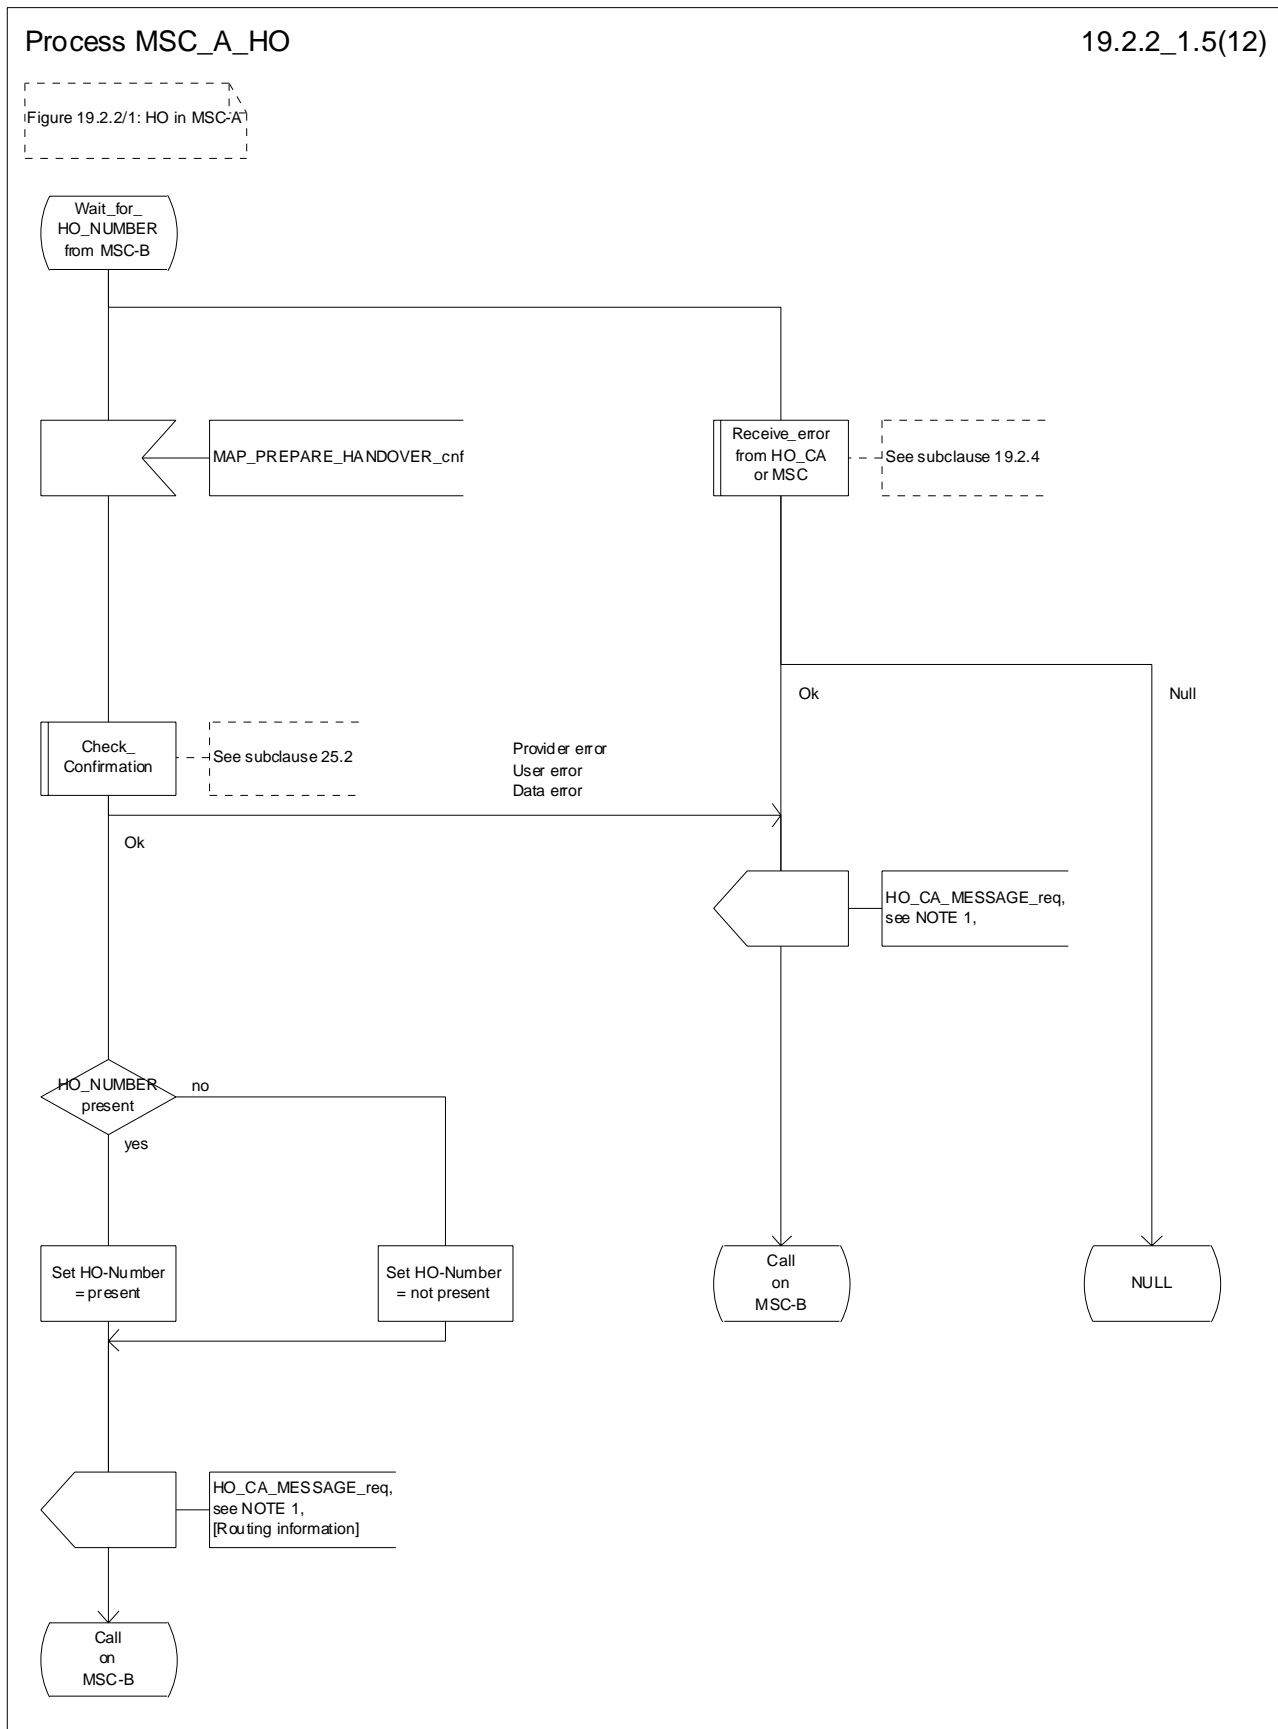 Process MSC_A_HO
19.2.2_1.5(12)
Figure 19.2.2/1: HO in MSC-A
Wait_for_
HO_NUMBER
from MSC-B
MAP_PREPARE_HANDOVER_cnf
Receive_error
from HO_CA
or MSC
See subclause 19.2.4
Ok
Null
Check_
Confirmation
See subclause 25.2
Provider error
User error
Data error
Ok
HO_CA_MESSAGE_req,
see NOTE 1,
HO_NUMBER
present
no
yes
Set HO-Number
= present
Set HO-Number
= not present
Call
on
MSC-B
NULL
HO_CA_MESSAGE_req,
see NOTE 1,
[Routing information]
Call
on
MSC-B